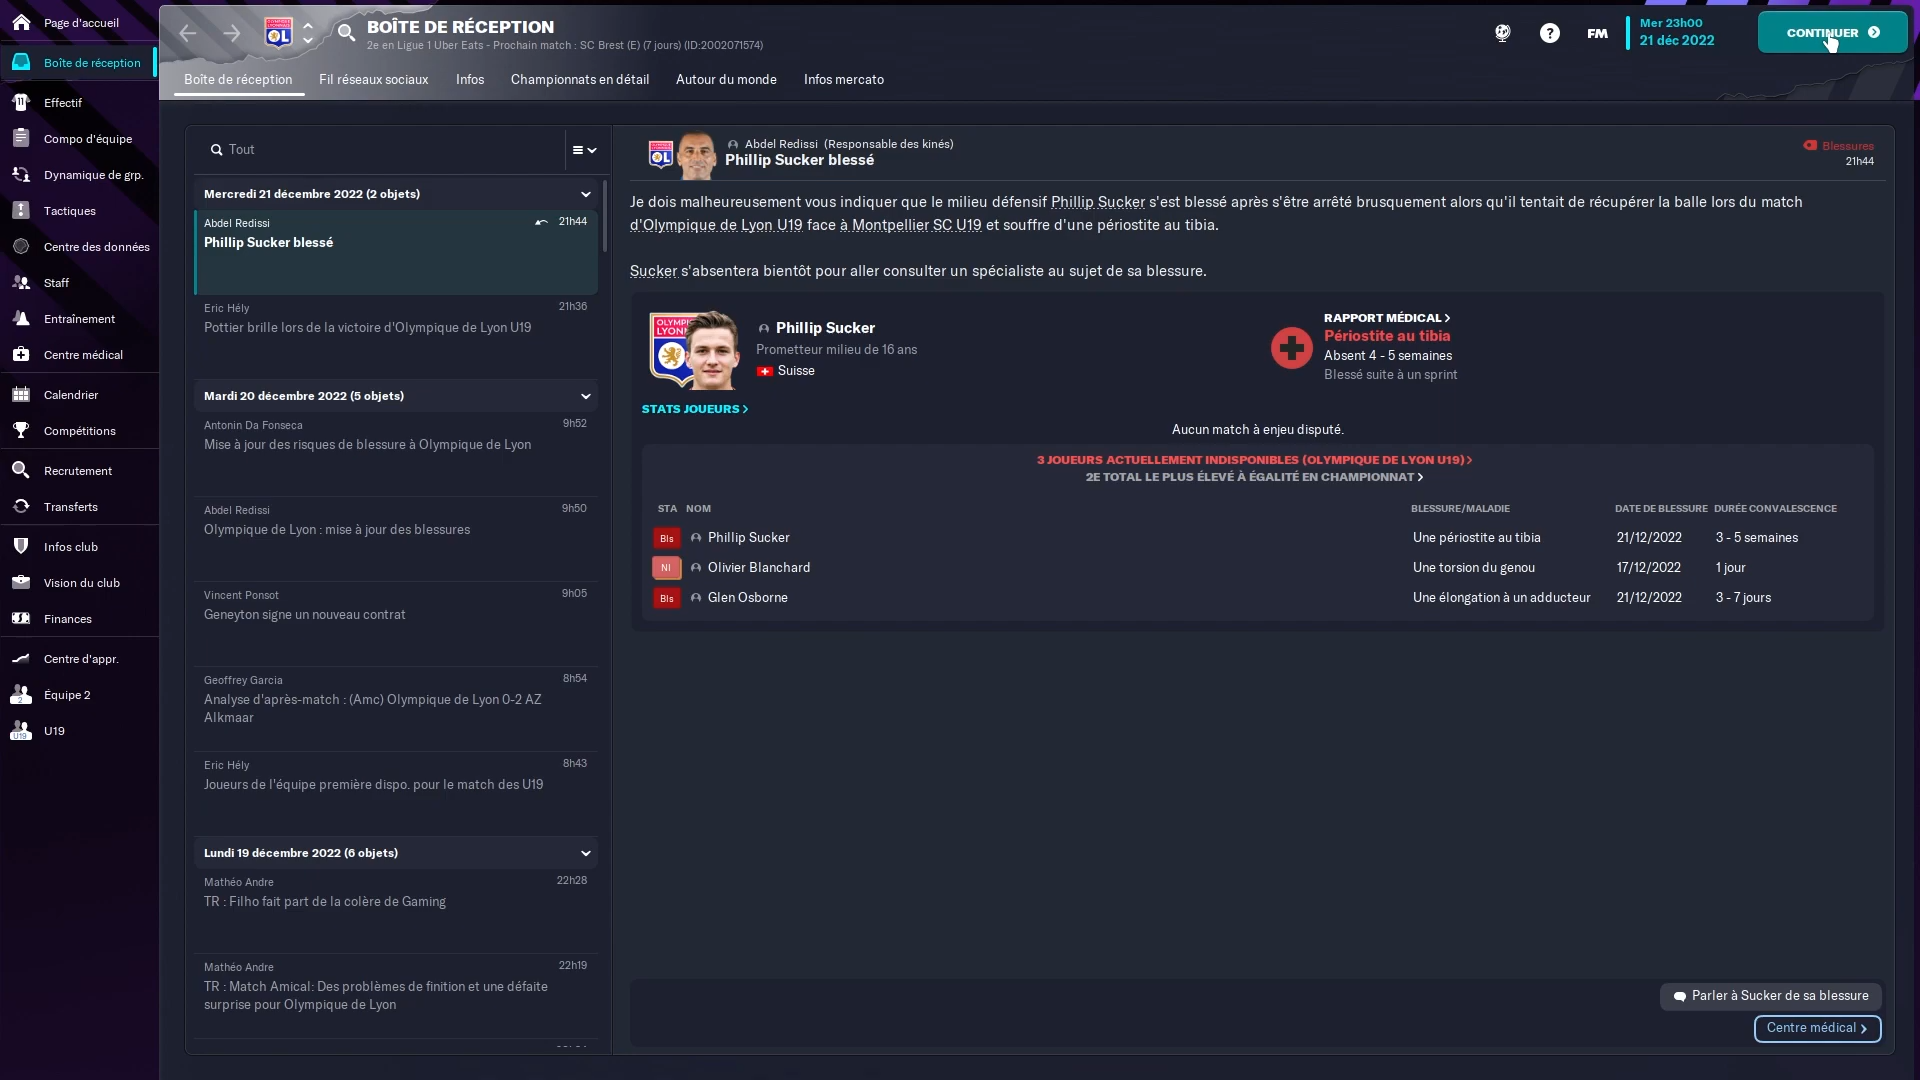 Page d'accueil
Boîte de réception
Effectif
Compo d'équipe
Dynamique de grp.
Tactiques
Centre des données
Staff
Entraînement
Centre médical
Calendrier
Compétitions
Recrutement
Transferts
Infos club
Vision du club
Finances
Centre d'appr.
Équipe 2
U19
BOÎTE DE RÉCEPTION
2e en Ligue 1 Uber Eats - Prochain match : SC Brest (E) (7 jours) (ID:2002071574)
FM
Mer 23h00
21 déc 2022
CONTINUER
Boîte de réception Fil réseaux sociaux Infos Championnats en détail Autour du monde Infos mercato
Tout
Mercredi 21 décembre 2022 (2 objets)
Abdel Redissi 21h44
Phillip Sucker blessé
Eric Hély 21h36
Pottier brille lors de la victoire d'Olympique de Lyon U19
Mardi 20 décembre 2022 (5 objets)
Antonin Da Fonseca 9h52
Mise à jour des risques de blessure à Olympique de Lyon
Abdel Redissi 9h50
Olympique de Lyon : mise à jour des blessures
Vincent Ponsot 9h05
Geneyton signe un nouveau contrat
Geoffrey Garcia 8h54
Analyse d'après-match : (Amc) Olympique de Lyon 0-2 AZ
Alkmaar
Eric Hély 8h43
Joueurs de l'équipe première dispo. pour le match des U19
Lundi 19 décembre 2022 (6 objets)
Mathéo Andre 22h28
TR : Filho fait part de la colère de Gaming
Mathéo Andre 22h19
TR : Match Amical: Des problèmes de finition et une défaite
surprise pour Olympique de Lyon
Abdel Redissi (Responsable des kinés)
Phillip Sucker blessé
Blessures
21h44
Je dois malheureusement vous indiquer que le milieu défensif Phillip Sucker s'est blessé après s'être arrêté brusquement alors qu'il tentait de récupérer la balle lors du match
d'Olympique de Lyon U19 face à Montpellier SC U19 et souffre d'une périostite au tibia.
Sucker s'absentera bientôt pour aller consulter un spécialiste au sujet de sa blessure.
Phillip Sucker
Prometteur milieu de 16 ans
Suisse
RAPPORT MÉDICAL
Périostite au tibia
Absent 4 - 5 semaines
Blessé suite à un sprint
STATS JOUEURS
Aucun match à enjeu disputé.
3 JOUEURS ACTUELLEMENT INDISPONIBLES (OLYMPIQUE DE LYON U19)
2E TOTAL LE PLUS ÉLEVÉ À ÉGALITÉ EN CHAMPIONNAT
STA NOM BLESSURE/MALADIE DATE DE BLESSURE DURÉE CONVALESCENCE
Bls Phillip Sucker Une périostite au tibia 21/12/2022 3 - 5 semaines
NI Olivier Blanchard Une torsion du genou 17/12/2022 1 jour
Bls Glen Osborne Une élongation à un adducteur 21/12/2022 3 - 7 jours
Parler à Sucker de sa blessure
Centre médical